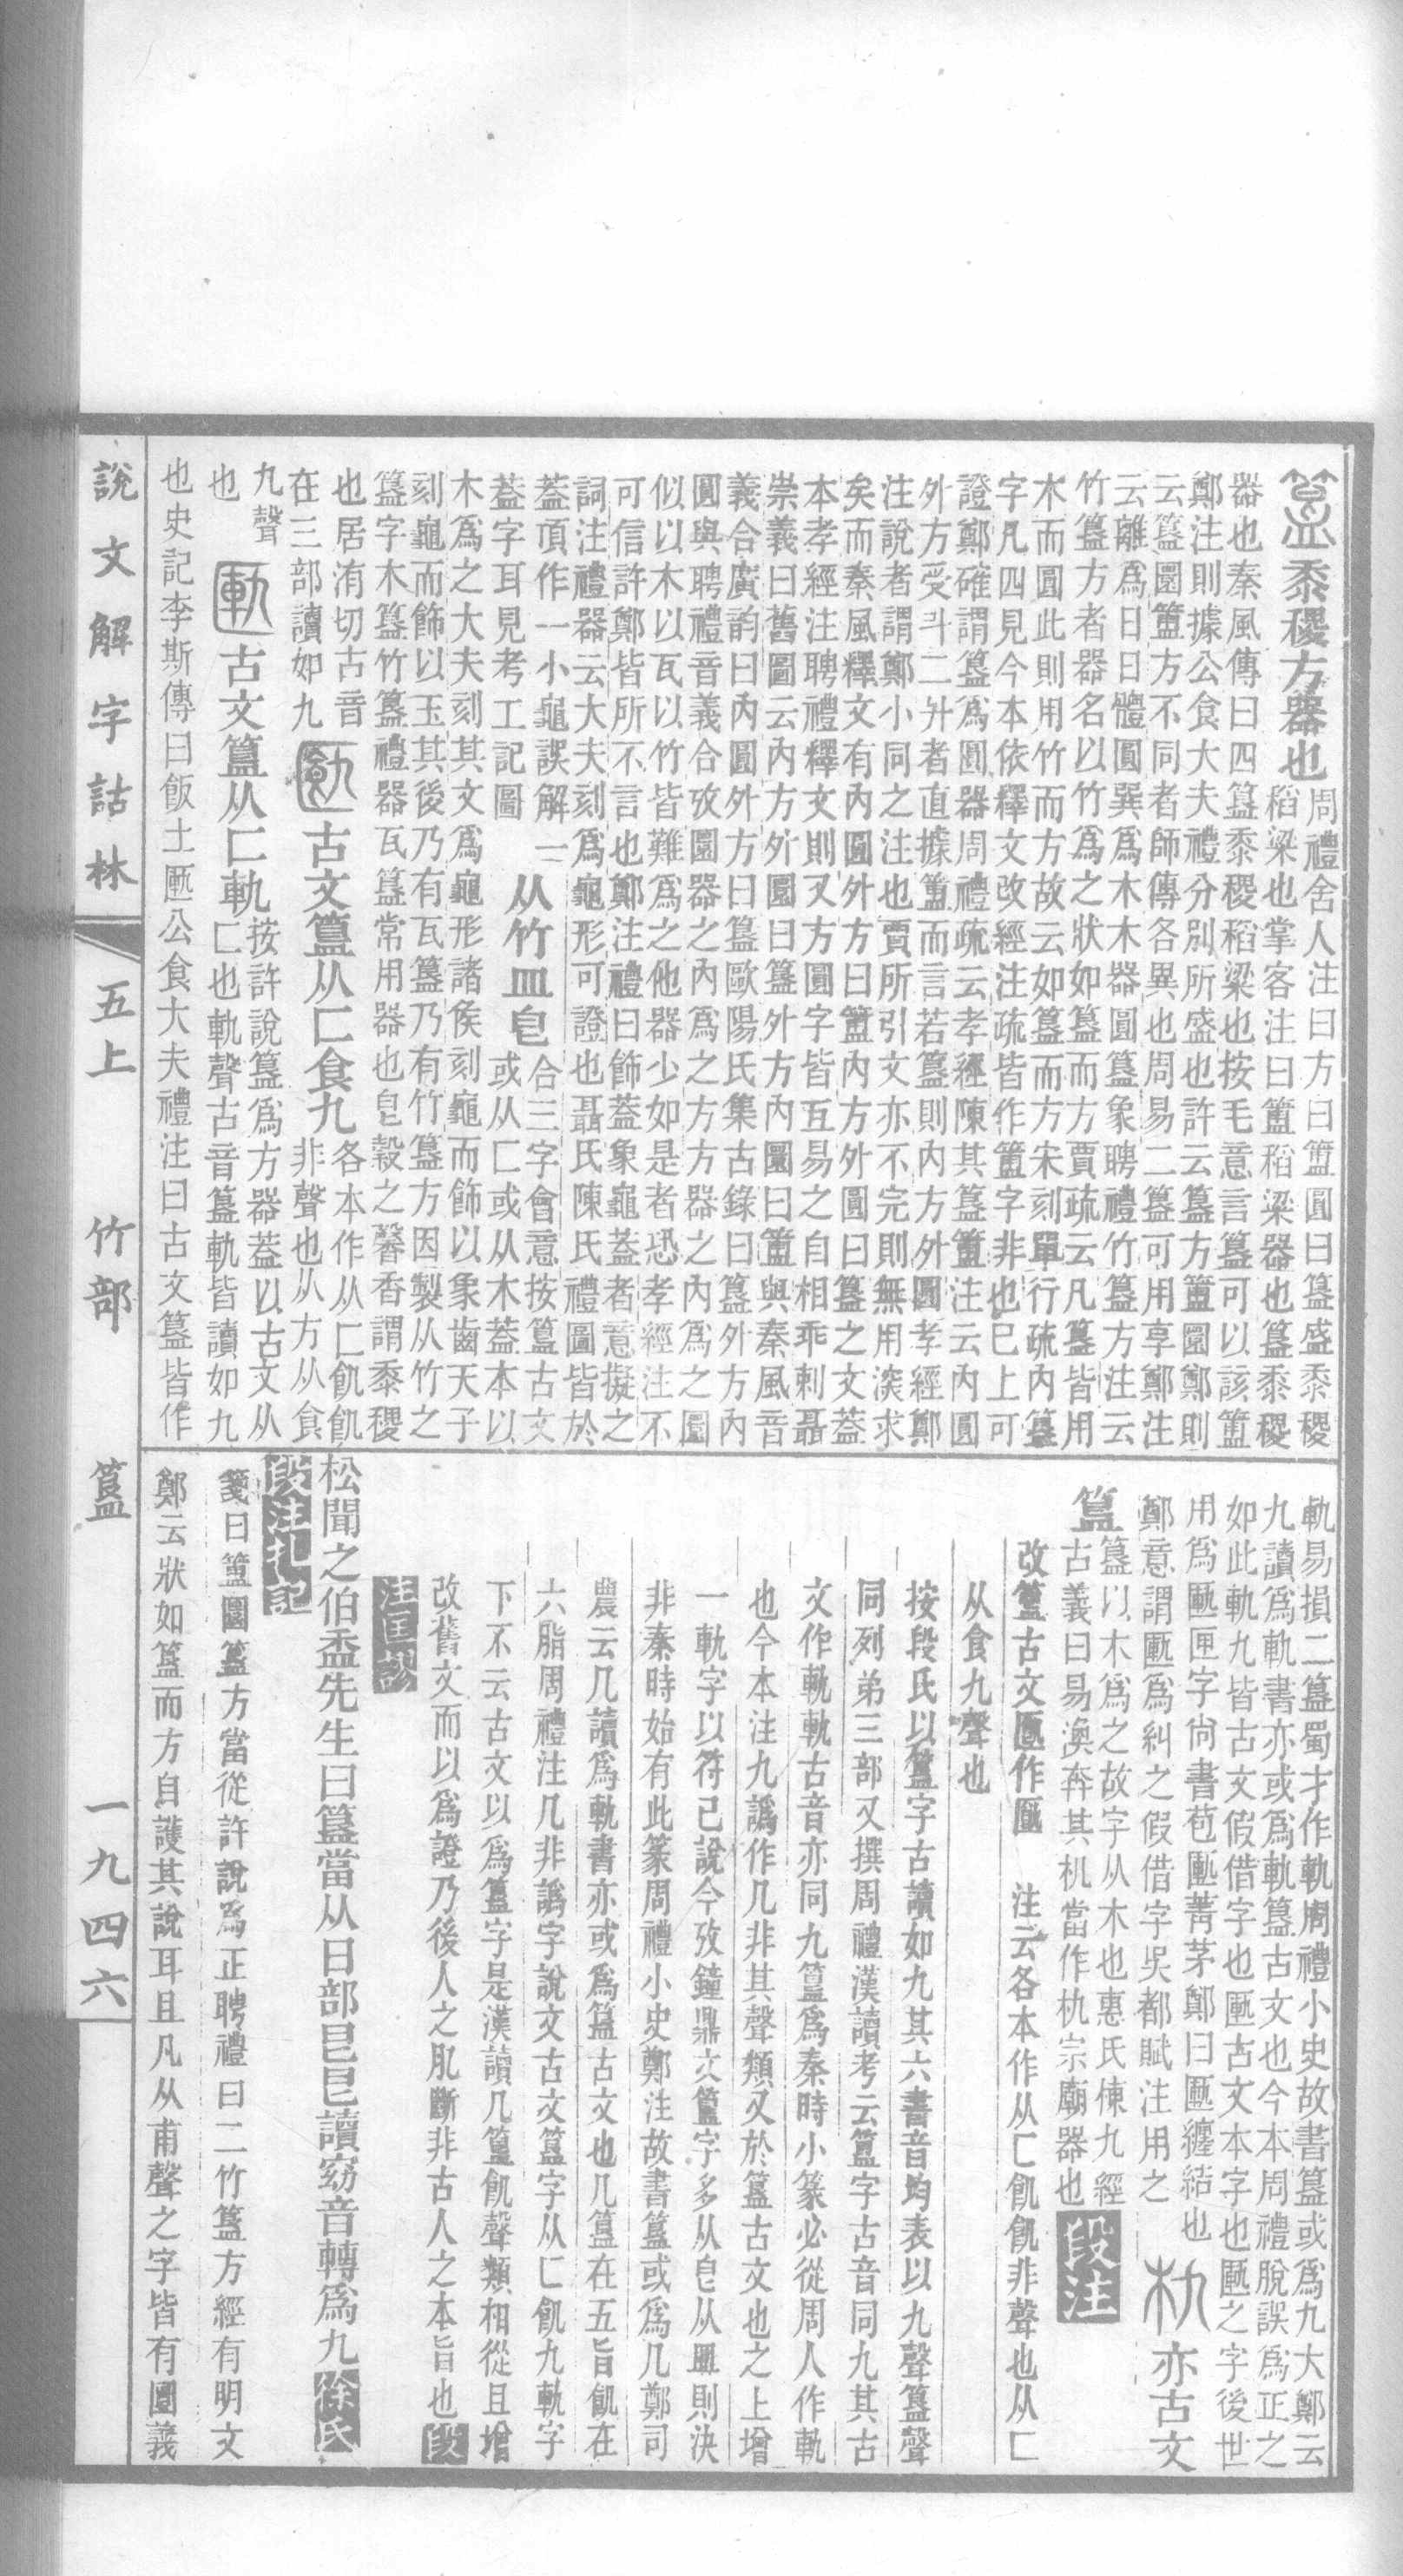 簋黍稷方器也
周禮舍人注曰方曰簠圓曰簋盛黍稷
稻粱也掌客注曰簠稻粱器也簋黍稷
器也秦風傳曰四簋黍稷稻粱也按毛意言簋可以該簠
鄭注則據公食大夫禮分別所盛也許云簋方簠圜鄭則
云簋圜簠方不同者師傳各異也周易二簋可用享鄭注
云離爲日日體圓巽爲木木器圓簋象聘禮竹簋方注云
竹簋方者器名以竹爲之狀如簋而方賈疏云凡簋皆用
木而圓此則用竹而方故云如簋而方宋刻單行疏內簋
字凡四見今本依釋文改經注疏皆作簠字非也已上可
證鄭確謂簋爲圓器周禮疏云孝經陳其簋簠注云內圓
外方受斗二升者直據簠而言若簋則內方外圓孝經鄭
注說者謂鄭小同之注也賈所引文亦不完則無用深求
矣而秦風釋文有內圓外方曰簠內方外圓曰簋之文蓋
本孝經注聘禮釋文則又方圓字皆互易之自相乖剌聶
崇義曰舊圖云內方外圓曰簋外方內圜曰簠與秦風音
義合廣韵曰內圓外方曰簋歐陽氏集古錄曰簋外方內
圓與聘禮音義合攷圜器之內爲之方方器之內爲之圜
似以木以瓦以竹皆難爲之他器少如是者恐孝經注不
可信許鄭皆所不言也鄭注禮曰飾蓋象龜蓋者意擬之
詞注禮器云大夫刻爲龜形可證也聶氏陳氏禮圖皆於
蓋頂作一小龜誤解一
蓋字耳見考工記圖
从竹皿皀
合三字會意按簋古文
或从匚或从木蓋本以
木爲之大夫刻其文爲龜形諸侯刻龜而飾以象齒天子
刻龜而飾以玉其後乃有瓦簋乃有竹簋方因製从竹之
簋字木簋竹簋禮器瓦簋常用器也皀榖之馨香謂黍稷
也居洧切古音
在三部讀如九
古文簋从匚食九
各本作从匚飢飢
非聲也从方从食
九聲
也
古文簋从匚軌
按許說簋爲方器蓋以古文从
匚也軌聲古音簋軌皆讀如九
也史記李斯傳曰飯土匭公食大夫禮注曰古文簋皆作
軌易損二簋蜀才作軌周禮小史故書簋或爲九大鄭云
九讀爲軌書亦或爲軌簋古文也今本周禮脫誤爲正之
如此軌九皆古文假借字也匭古文本字也匭之字後世
用爲匭匣字尙書苞匭菁茅鄭曰匭纏結也
鄭意謂匭爲糾之假借字吳都賦注用之
朹亦古文
簋
簋以木爲之故字从木也惠氏棟九經
古義曰易渙奔其机當作朹宗廟器也
段注
改簋古文匭作匭　注云各本作从匚飢飢非聲也从匚
从食九聲也
按段氏以簋字古讀如九其六書音均表以九聲簋聲
同列弟三部又撰周禮漢讀考云簋字古音同九其古
文作軌軌古音亦同九簋爲秦時小篆必從周人作軌
也今本注九譌作几非其聲類又於簋古文也之上增
一軌字以符己說今攷鐘鼎文簋字多从皀从皿則決
非秦時始有此篆周禮小史鄭注故書簋或爲几鄭司
農云几讀爲軌書亦或爲簋古文也几簋在五旨飢在
六脂周禮注几非譌字說文古文簋字从匚飢九軌字
下不云古文以爲簋字是漢讀几簋飢聲類相從且增
改舊文而以爲證乃後人之肊斷非古人之本旨也
段
注匡謬
松聞之伯盂先生曰簋當从日部皀皀讀窈音轉爲九
徐氏
段注札記
箋曰簠圜簋方當從許說爲正聘禮曰二竹簋方經有明文
鄭云狀如簋而方自護其說耳且凡从甫聲之字皆有圜義
說文解字詁林
五上　竹部　簋
一九四六